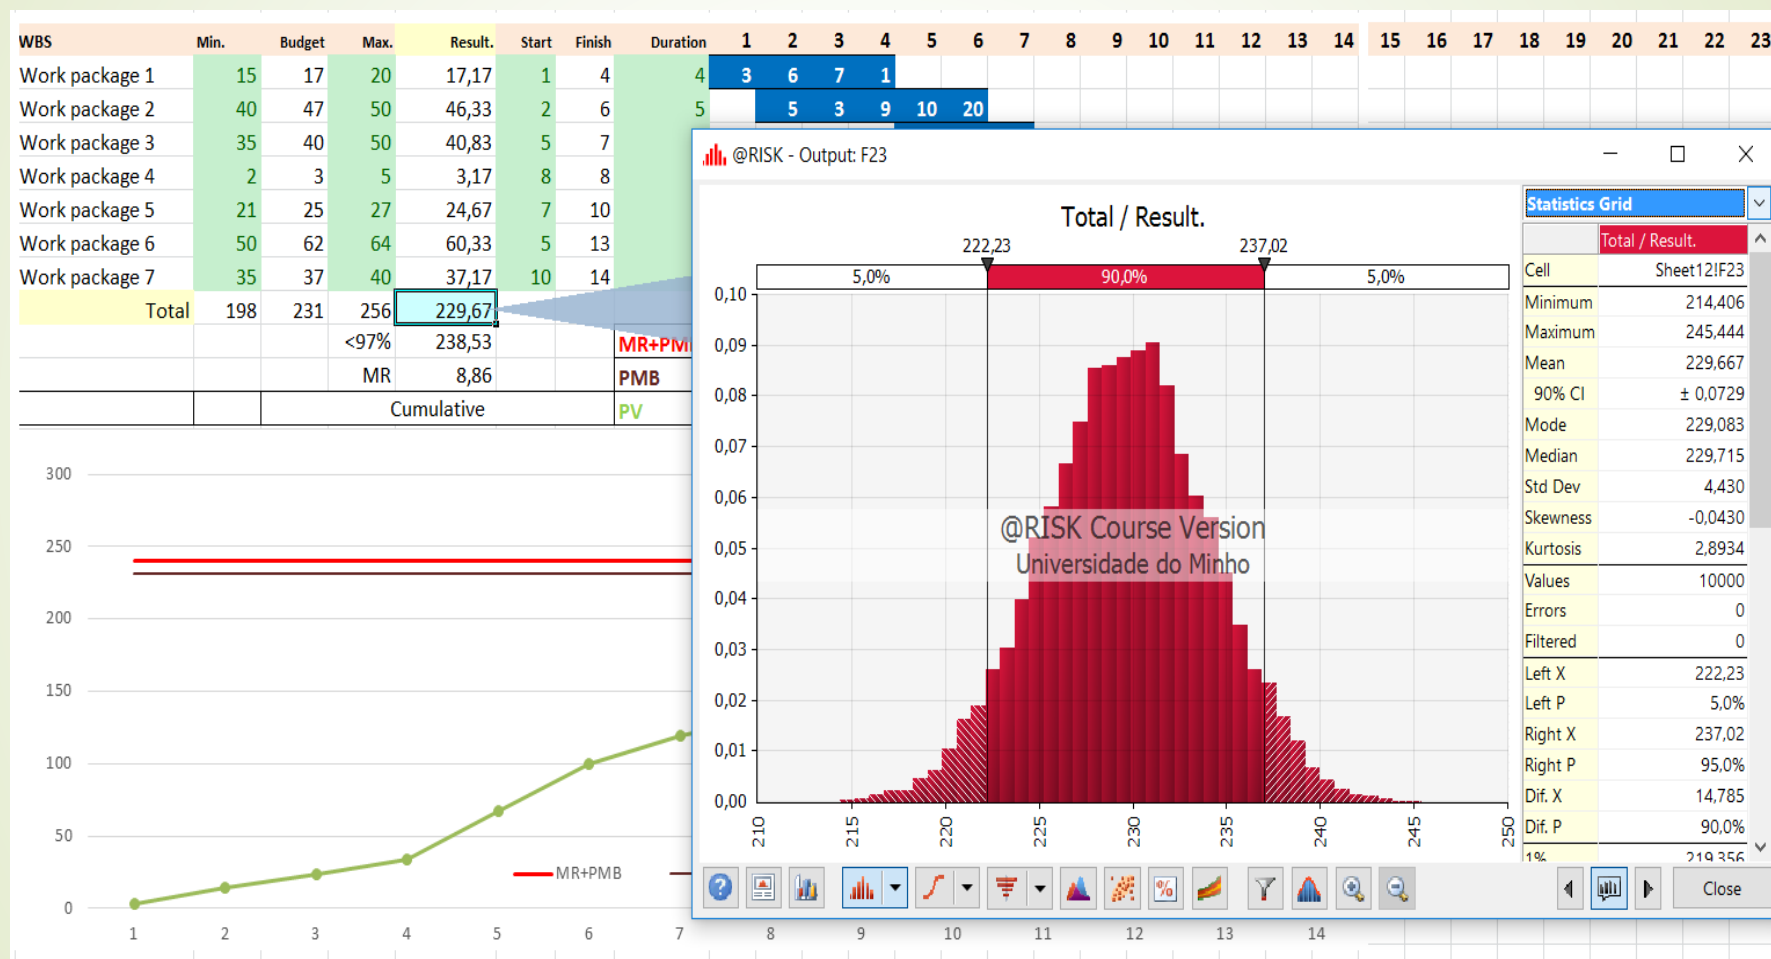 WBS Min. Budget Max. Result. Start Finish Duration 1 2 3 4 5 6 7 8 9 10 11 12 13 14 15 16 17 18 19 20 21 22 23
Work package 1 15 17 20 17,17 1 4 4 3 6 7 1
Work package 2 40 47 50 46,33 2 6 5 5 3 9 10 20
Work package 3 35 40 50 40,83 5 7
Work package 4 2 3 5 3,17 8 8
Work package 5 21 25 27 24,67 7 10
Work package 6 50 62 64 60,33 5 13
Work package 7 35 37 40 37,17 10 14
Total 198 231 256 229,67
<97% 238,53 MR+PM
MR 8,86 PMB
Cumulative PV
300
250
200
150
100
50
0
1 2 3 4 5 6 7 8 9 10 11 12 13 14
MR+PMB
@RISK - Output: F23
Total / Result.
222,23 237,02
5,0% 90,0% 5,0%
0,10
0,09
0,08
0,07
0,06
0,05
0,04
0,03
0,02
0,01
0,00
210 215 220 225 230 235 240 245 250
@RISK Course Version
Universidade do Minho
Statistics Grid
Total / Result.
Cell Sheet12!F23
Minimum 214,406
Maximum 245,444
Mean 229,667
90% CI ± 0,0729
Mode 229,083
Median 229,715
Std Dev 4,430
Skewness -0,0430
Kurtosis 2,8934
Values 10000
Errors 0
Filtered 0
Left X 222,23
Left P 5,0%
Right X 237,02
Right P 95,0%
Dif. X 14,785
Dif. P 90,0%
1% 219,356
Close